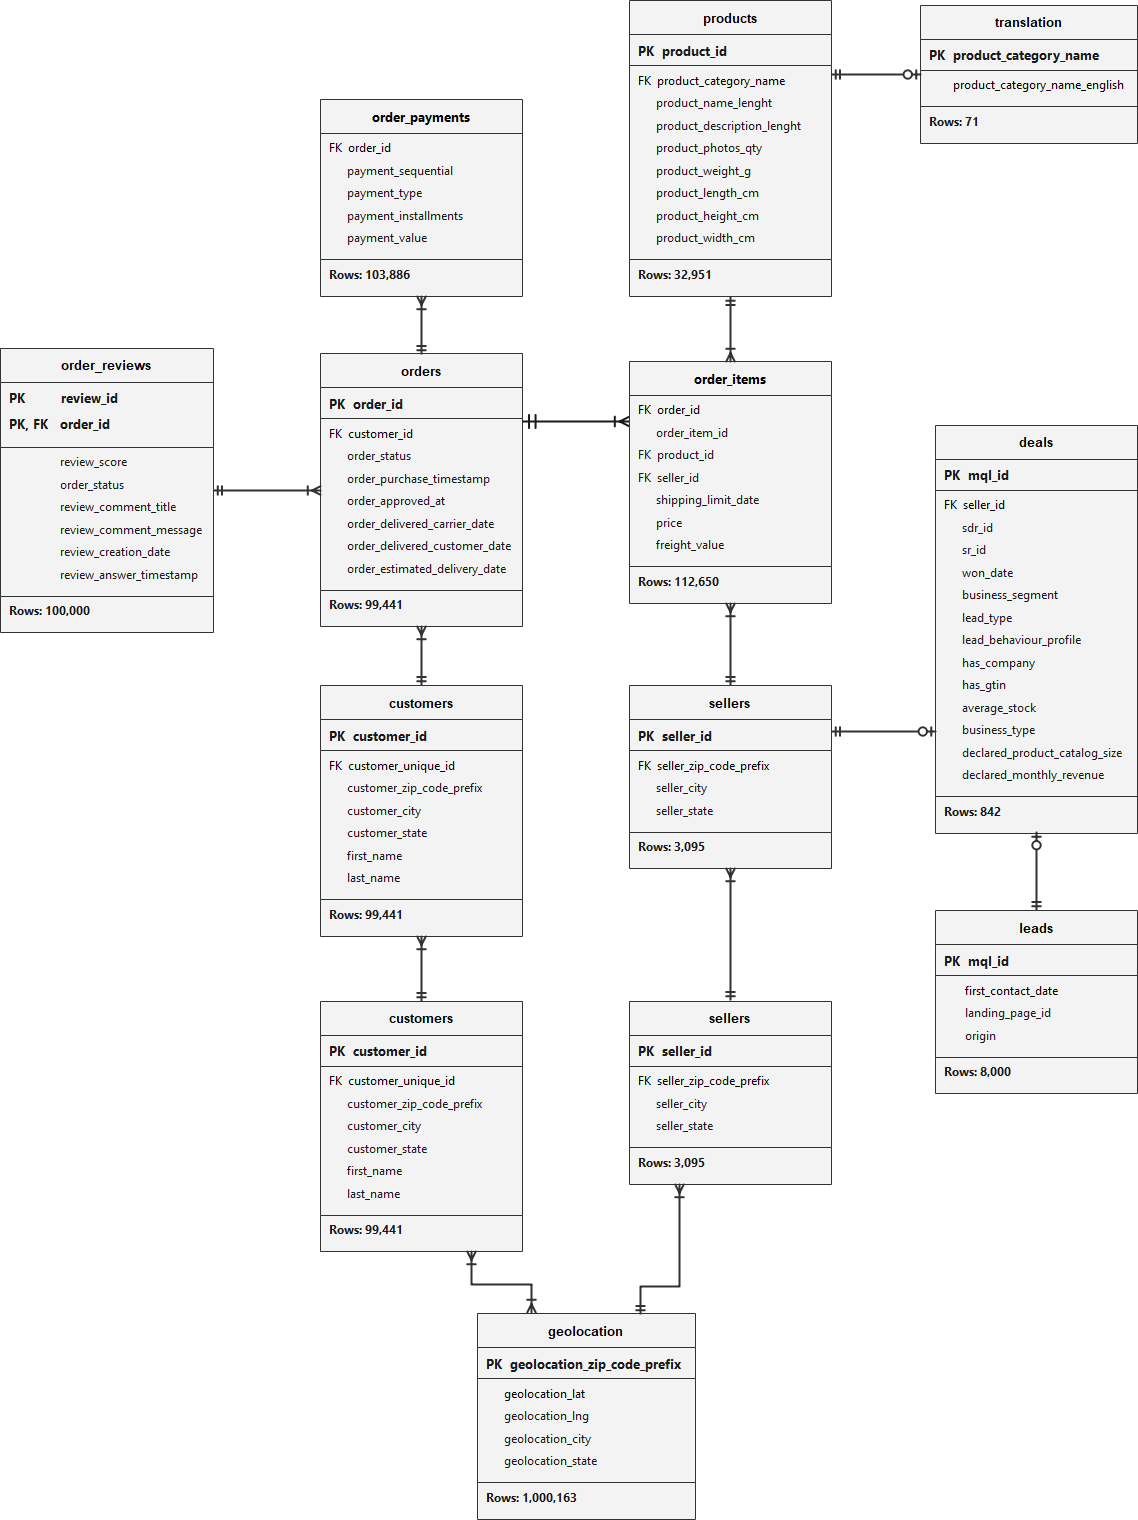 products
PK product_id
FK product_category_name
product_name_lenght
product_description_lenght
product_photos_qty
product_weight_g
product_length_cm
product_height_cm
product_width_cm
Rows: 32,951
translation
PK product_category_name
product_category_name_english
Rows: 71
order_payments
FK order_id
payment_sequential
payment_type
payment_installments
payment_value
Rows: 103,886
order_reviews
PK review_id
PK, FK order_id
review_score
order_status
review_comment_title
review_comment_message
review_creation_date
review_answer_timestamp
Rows: 100,000
orders
PK order_id
FK customer_id
order_status
order_purchase_timestamp
order_approved_at
order_delivered_carrier_date
order_delivered_customer_date
order_estimated_delivery_date
Rows: 99,441
order_items
FK order_id
order_item_id
FK product_id
FK seller_id
shipping_limit_date
price
freight_value
Rows: 112,650
deals
PK mql_id
FK seller_id
sdr_id
sr_id
won_date
business_segment
lead_type
lead_behaviour_profile
has_company
has_gtin
average_stock
business_type
declared_product_catalog_size
declared_monthly_revenue
Rows: 842
customers
PK customer_id
FK customer_unique_id
customer_zip_code_prefix
customer_city
customer_state
first_name
last_name
Rows: 99,441
sellers
PK seller_id
FK seller_zip_code_prefix
seller_city
seller_state
Rows: 3,095
leads
PK mql_id
first_contact_date
landing_page_id
origin
Rows: 8,000
customers
PK customer_id
FK customer_unique_id
customer_zip_code_prefix
customer_city
customer_state
first_name
last_name
Rows: 99,441
sellers
PK seller_id
FK seller_zip_code_prefix
seller_city
seller_state
Rows: 3,095
geolocation
PK geolocation_zip_code_prefix
geolocation_lat
geolocation_lng
geolocation_city
geolocation_state
Rows: 1,000,163